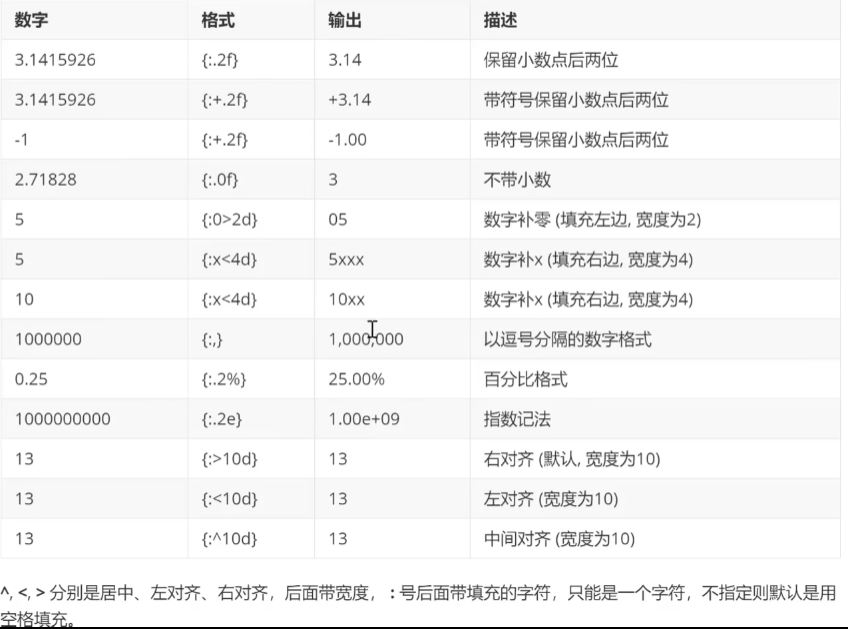 数字 格式 输出 描述
3.1415926 {:.2f} 3.14 保留小数点后两位
3.1415926 {:+.2f} +3.14 带符号保留小数点后两位
-1 {:+.2f} -1.00 带符号保留小数点后两位
2.71828 {:.0f} 3 不带小数
5 {:0>2d} 05 数字补零 (填充左边, 宽度为2)
5 {:x<4d} 5xxx 数字补x (填充右边, 宽度为4)
10 {:x<4d} 10xx 数字补x (填充右边, 宽度为4)
1000000 {:,} 1,000,000 以逗号分隔的数字格式
0.25 {:.2%} 25.00% 百分比格式
1000000000 {:.2e} 1.00e+09 指数记法
13 {:>10d} 13 右对齐 (默认, 宽度为10)
13 {:<10d} 13 左对齐 (宽度为10)
13 {:^10d} 13 中间对齐 (宽度为10)
^, <, > 分别是居中、左对齐、右对齐，后面带宽度， : 号后面带填充的字符，只能是一个字符，不指定则默认是用
空格填充。